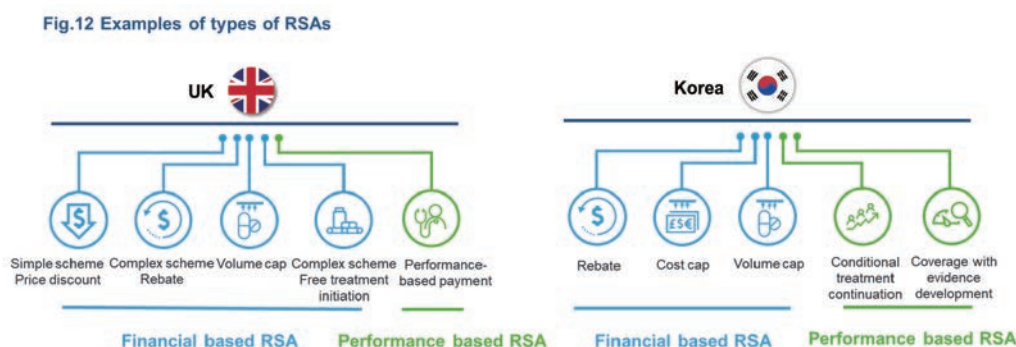 Fig.12 Examples of types of RSAs
UK
Simple scheme
Price discount
Complex scheme
Rebate
Volume cap
Complex scheme
Free treatment
initiation
Performance-
based payment
Financial based RSA
Performance based RSA
Korea
$
$
$
£$€
Rebate
Cost cap
Volume cap
Conditional
treatment
continuation
Coverage with
evidence
development
Financial based RSA
Performance based RSA